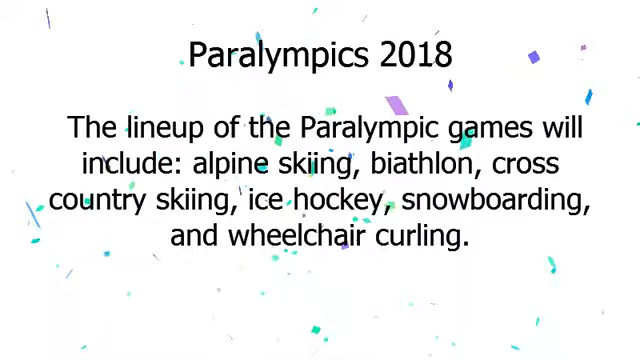 Paralympics 2018
The lineup of the Paralympic games will
include: alpine skiing, biathlon, cross
country skiing, ice hockey, snowboarding,
and wheelchair curling.